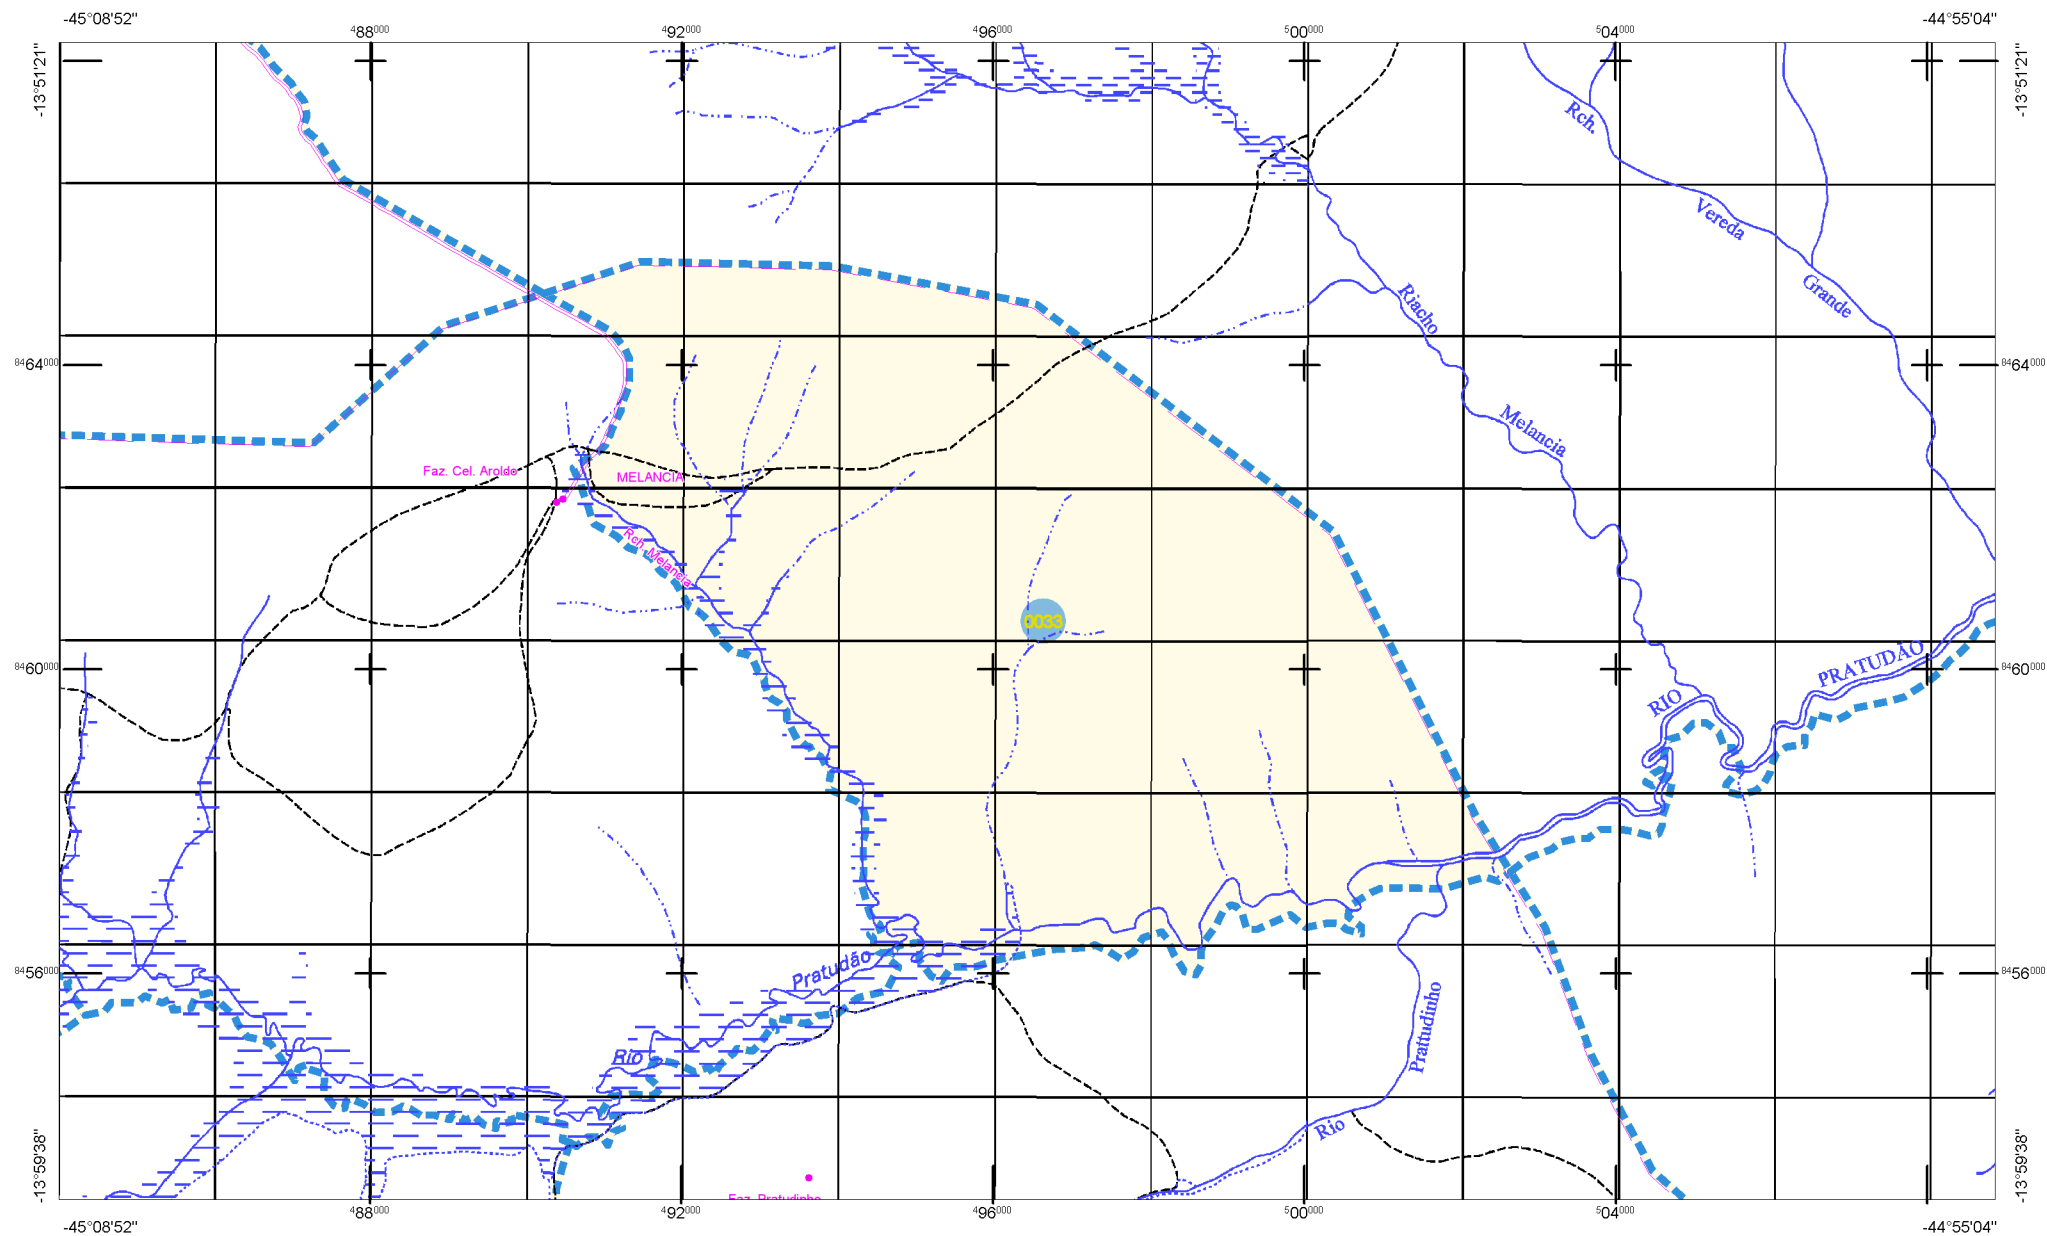 -45°08'52"
-44°55'04"
488000
492000
496000
500000
504000
-13°51'21"
-13°51'21"
Rch.
Vereda
Grande
Riacho
Melancia
8464000
8464000
Faz. Cel. Aroldo
MELANCIA
Rch. Melancia
0033
8460000
8460000
RIO
PRATUDÃO
Pratudão
8456000
8456000
Prattudinho
Rio
Rio
Faz. Pratudinho
-13°59'38"
-13°59'38"
488000
492000
496000
500000
504000
-45°08'52"
-44°55'04"